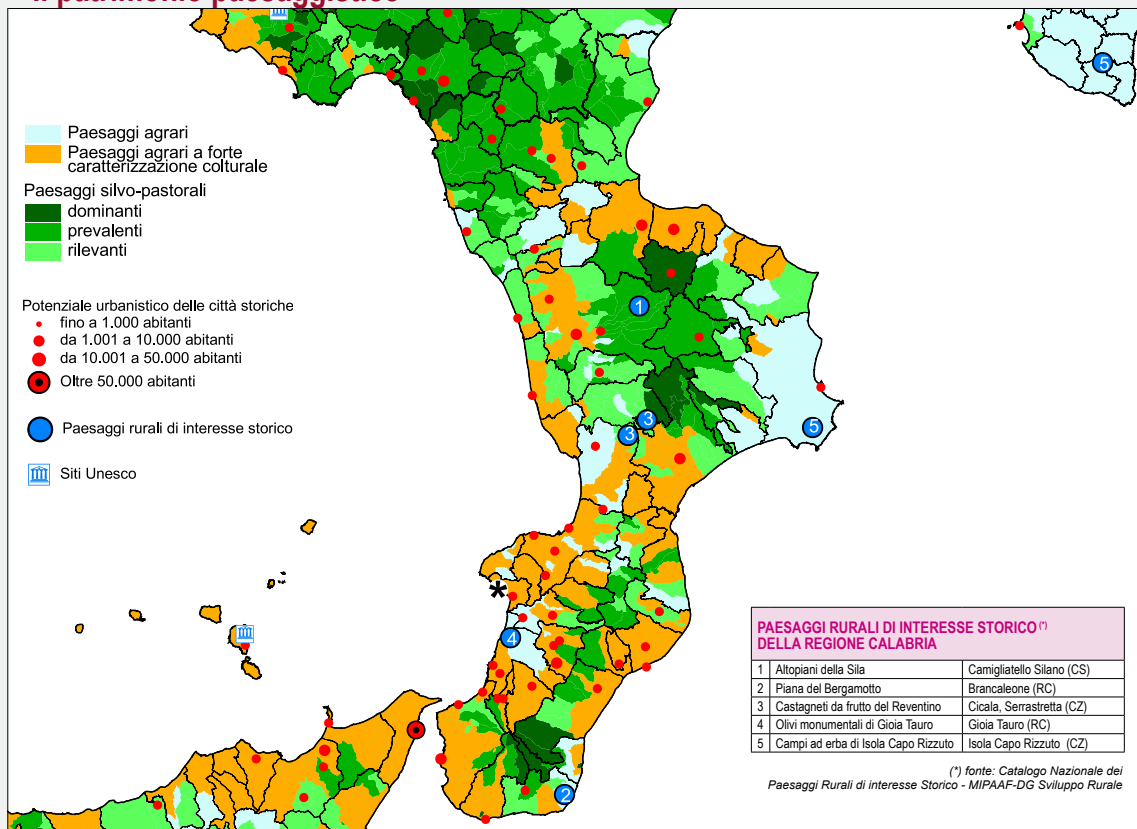 Il patrimonio paesaggistico
Paesaggi agrari
Paesaggi agrari a forte
caratterizzazione colturale
Paesaggi silvo-pastorali
dominanti
prevalenti
rilevanti
Potenziale urbanistico delle città storiche
fino a 1.000 abitanti
da 1.001 a 10.000 abitanti
da 10.001 a 50.000 abitanti
Oltre 50.000 abitanti
Paesaggi rurali di interesse storico
Siti Unesco
5
1
3
3
5
*
4
2
PAESAGGI RURALI DI INTERESSE STORICO (*)
DELLA REGIONE CALABRIA
1 Altopiani della Sila Camigliatello Silano (CS)
2 Piana del Bergamotto Brancaleone (RC)
3 Castagneti da frutto del Reventino Cicala, Serrastretta (CZ)
4 Olivi monumentali di Gioia Tauro Gioia Tauro (RC)
5 Campi ad erba di Isola Capo Rizzuto Isola Capo Rizzuto (CZ)
(*) fonte: Catalogo Nazionale dei
Paesaggi Rurali di interesse Storico - MIPAAF-DG Sviluppo Rurale